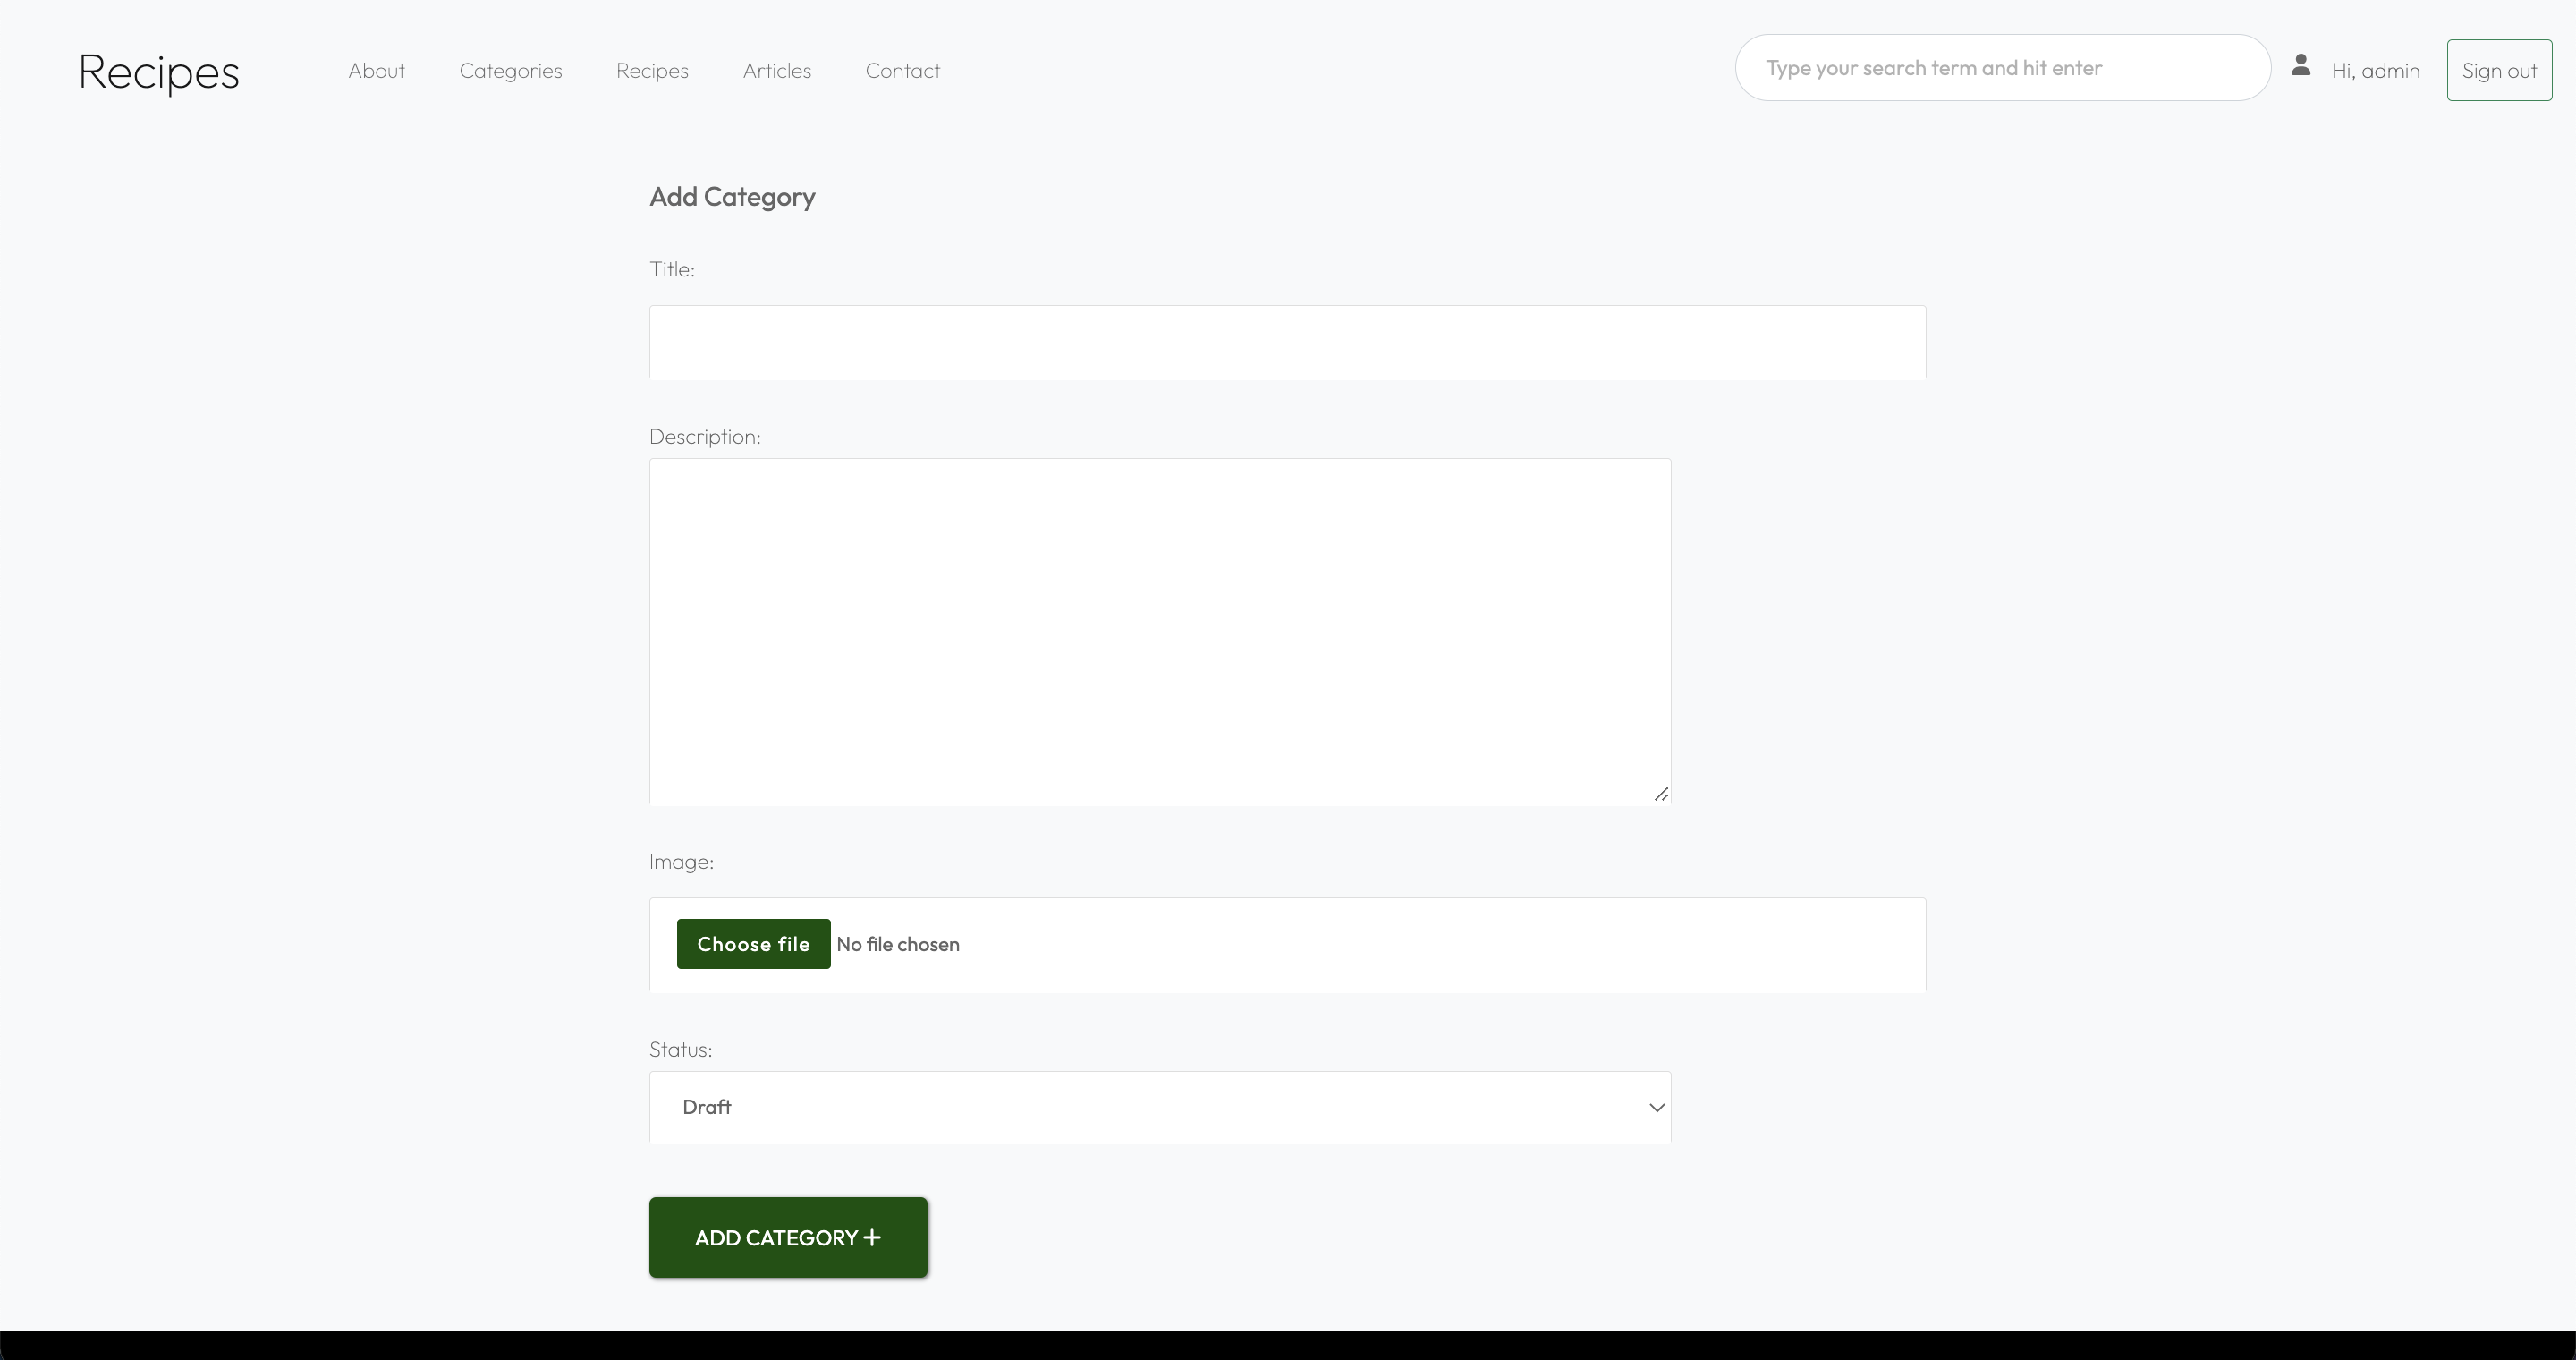 Recipes
About Categories Recipes Articles Contact
Type your search term and hit enter
Hi, admin
Sign out
Add Category
Title:
Description:
Image:
Choose file No file chosen
Status:
Draft
ADD CATEGORY +